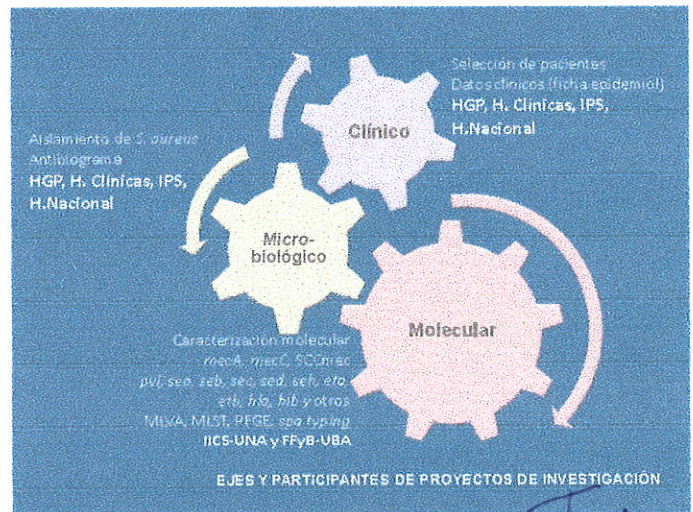 Selección de pacientes
Datos clínicos (ficha epidemiol)
HGP, H. Clínicas, IPS,
H.Nacional
Clínico
Aislamiento de S. aureus
Antibiograma
HGP, H. Clínicas, IPS,
H.Nacional
Micro-
biológico
Molecular
Caracterización molecular
mecA, mecC, SCCmec
pvl, sea, seb, sec, sed, seh, eta,
etb, hla, hlb y otros
MLVA, MLST, PFGE, spa typing
IICS-UNA y FFyB-UBA
EJES Y PARTICIPANTES DE PROYECTOS DE INVESTIGACIÓN